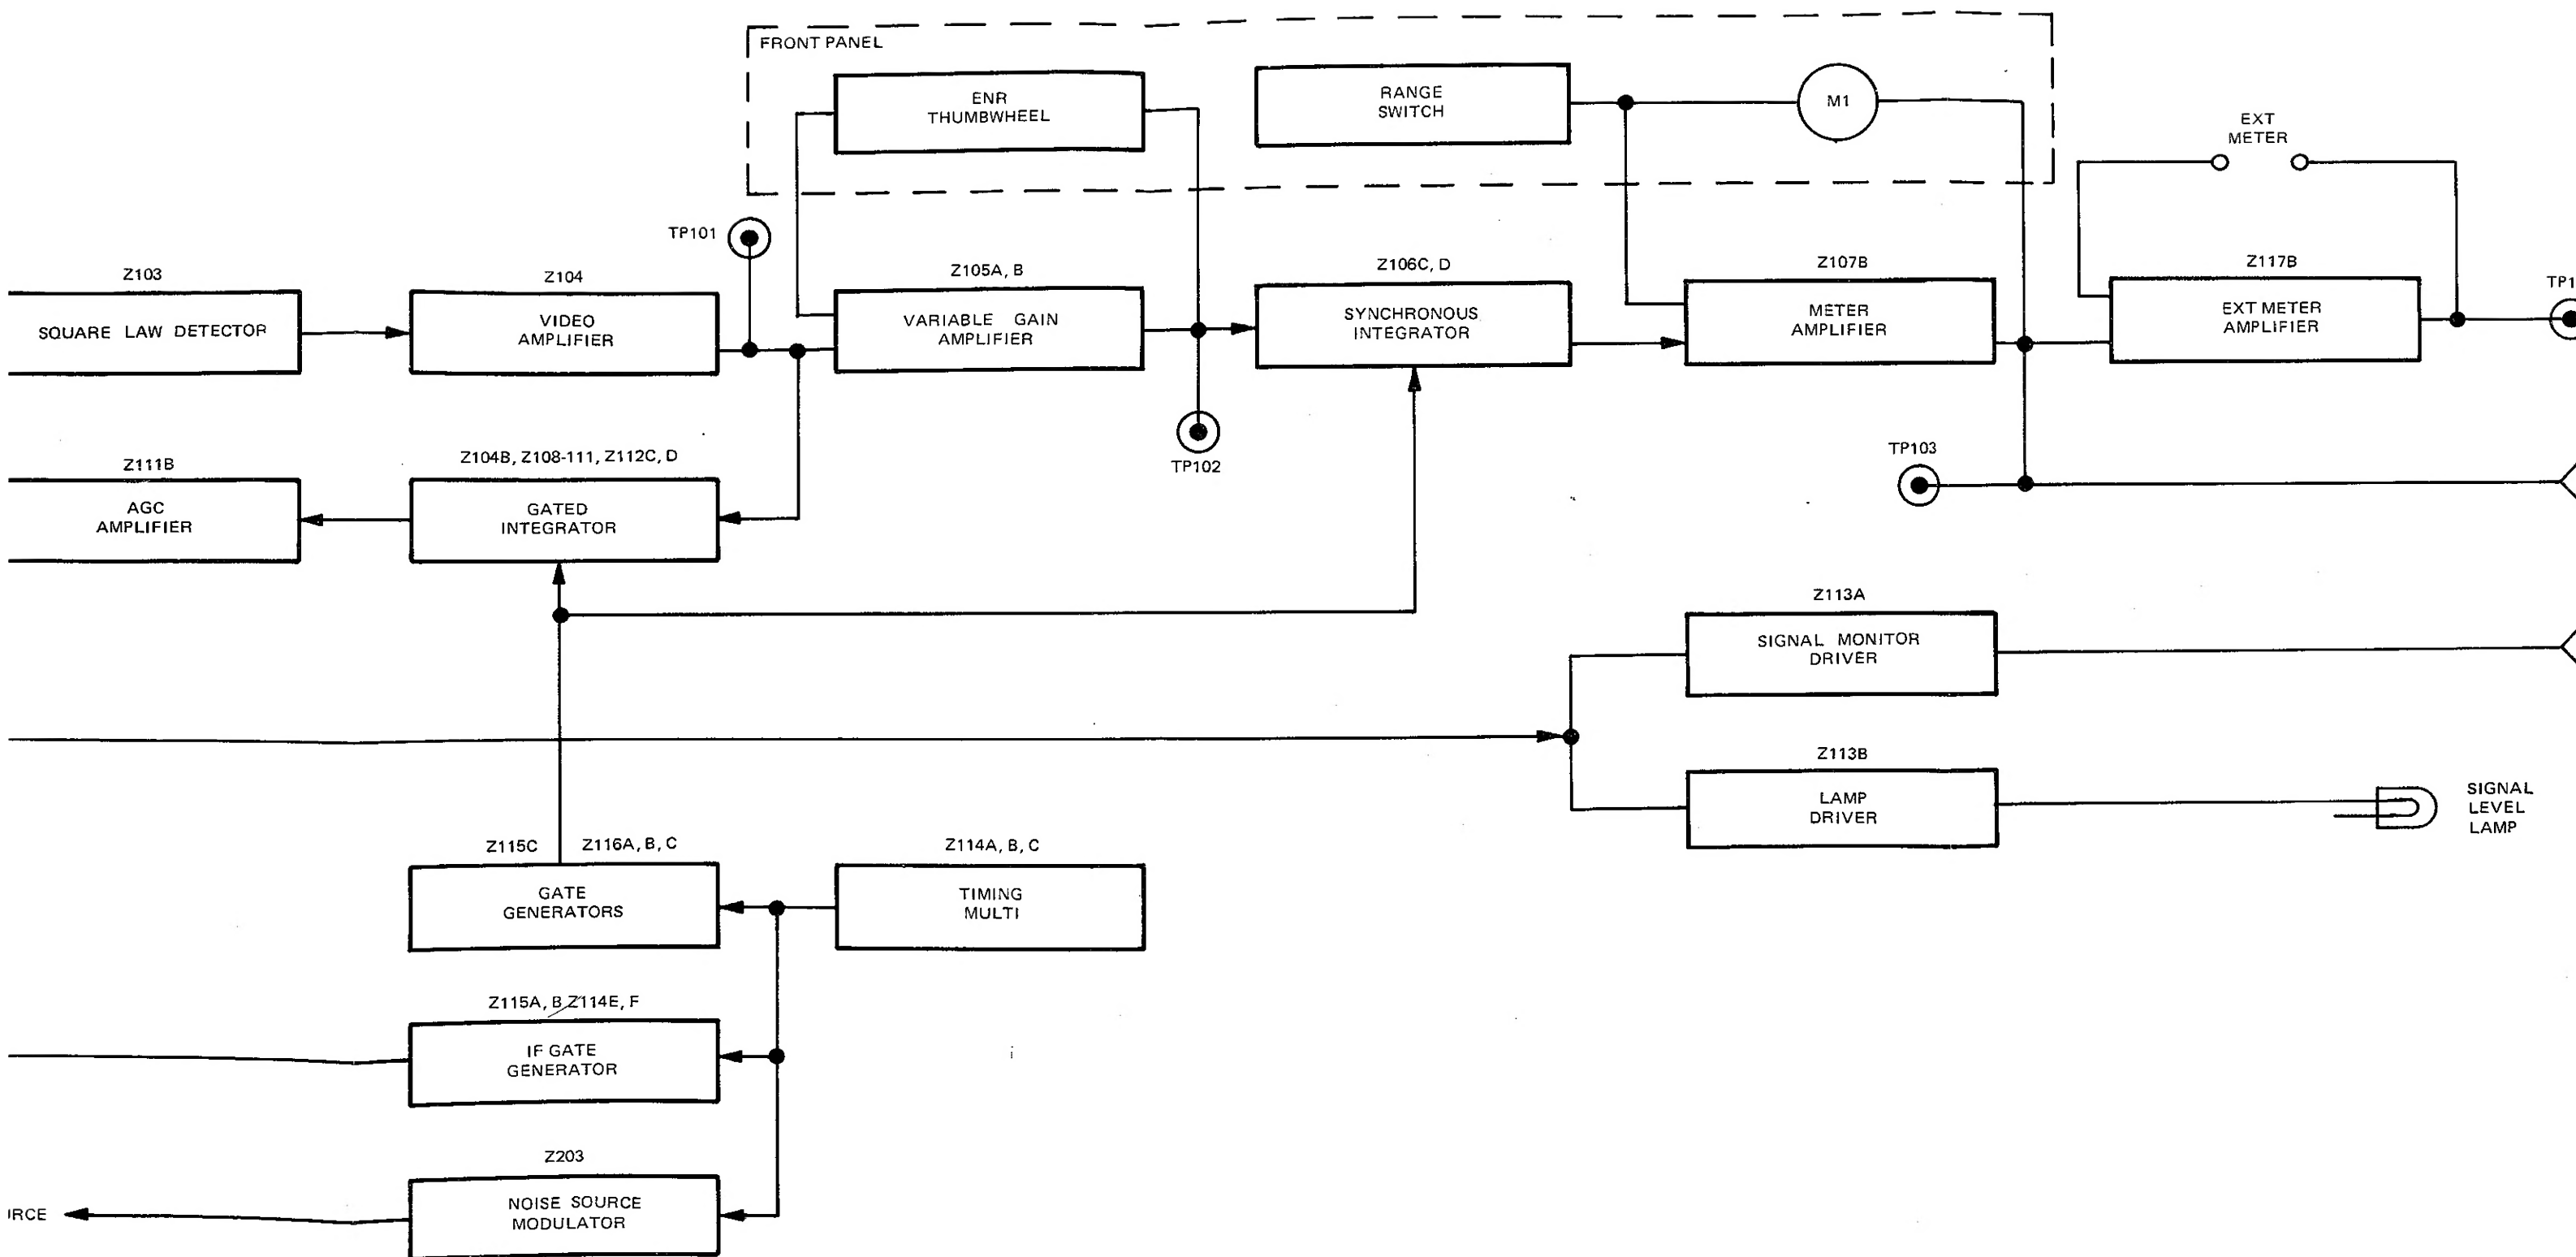 FRONT PANEL
ENR
THUMBWHEEL
RANGE
SWITCH
M1
EXT
METER
TP101
Z103
SQUARE LAW DETECTOR
Z104
VIDEO
AMPLIFIER
Z105A, B
VARIABLE GAIN
AMPLIFIER
Z106C, D
SYNCHRONOUS
INTEGRATOR
Z107B
METER
AMPLIFIER
Z117B
EXT METER
AMPLIFIER
TP1
TP102
TP103
Z111B
AGC
AMPLIFIER
Z104B, Z108-111, Z112C, D
GATED
INTEGRATOR
Z113A
SIGNAL MONITOR
DRIVER
Z113B
LAMP
DRIVER
SIGNAL
LEVEL
LAMP
Z115C Z116A, B, C
GATE
GENERATORS
Z114A, B, C
TIMING
MULTI
Z115A, B Z114E, F
IF GATE
GENERATOR
Z203
NOISE SOURCE
MODULATOR
URCE